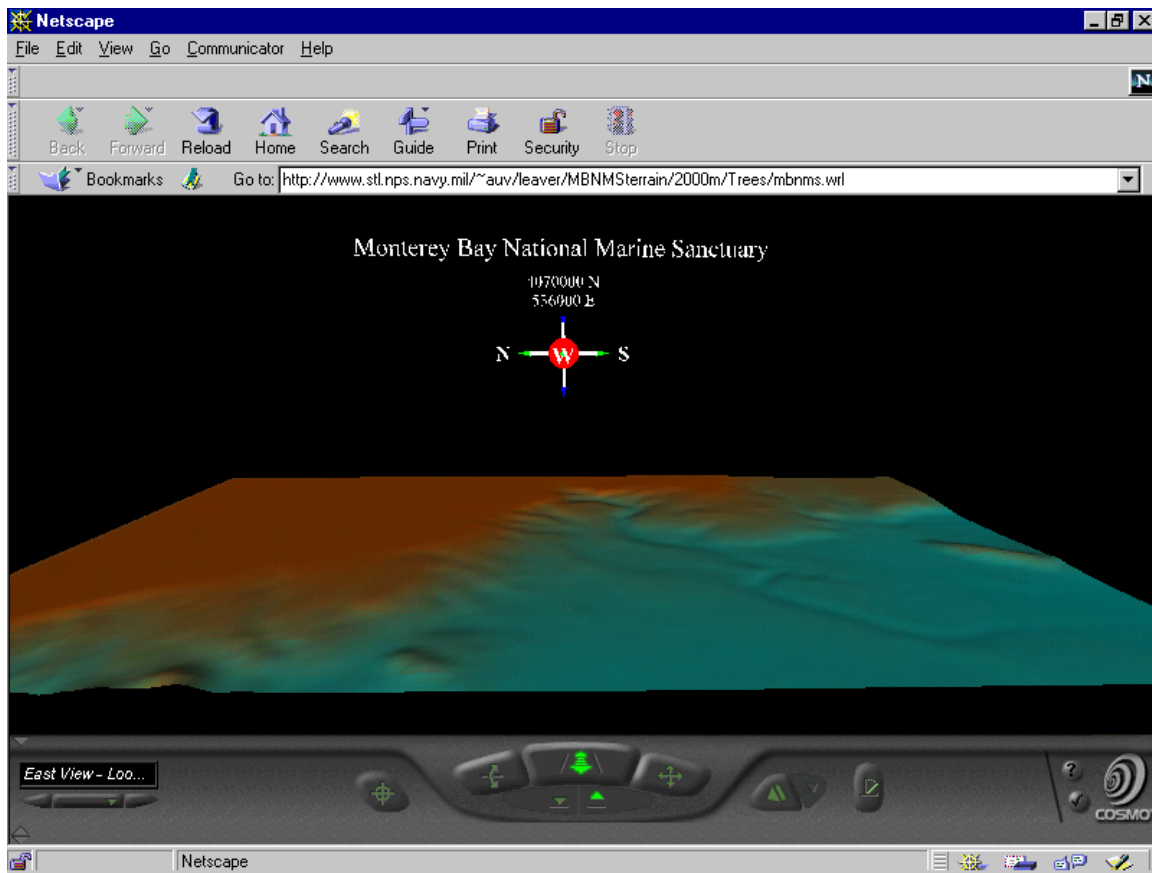 Netscape
File Edit View Go Communicator Help
N
Back Forward Reload Home Search Guide Print Security Stop
Bookmarks Go to: http://www.stl.nps.navy.mil/~auv/leaver/MBNMSterrain/2000m/Trees/mbnms.wrl
Monterey Bay National Marine Sanctuary
4070000 N
556000 E
N W S
East View - Loo...
?
COSMO
Netscape